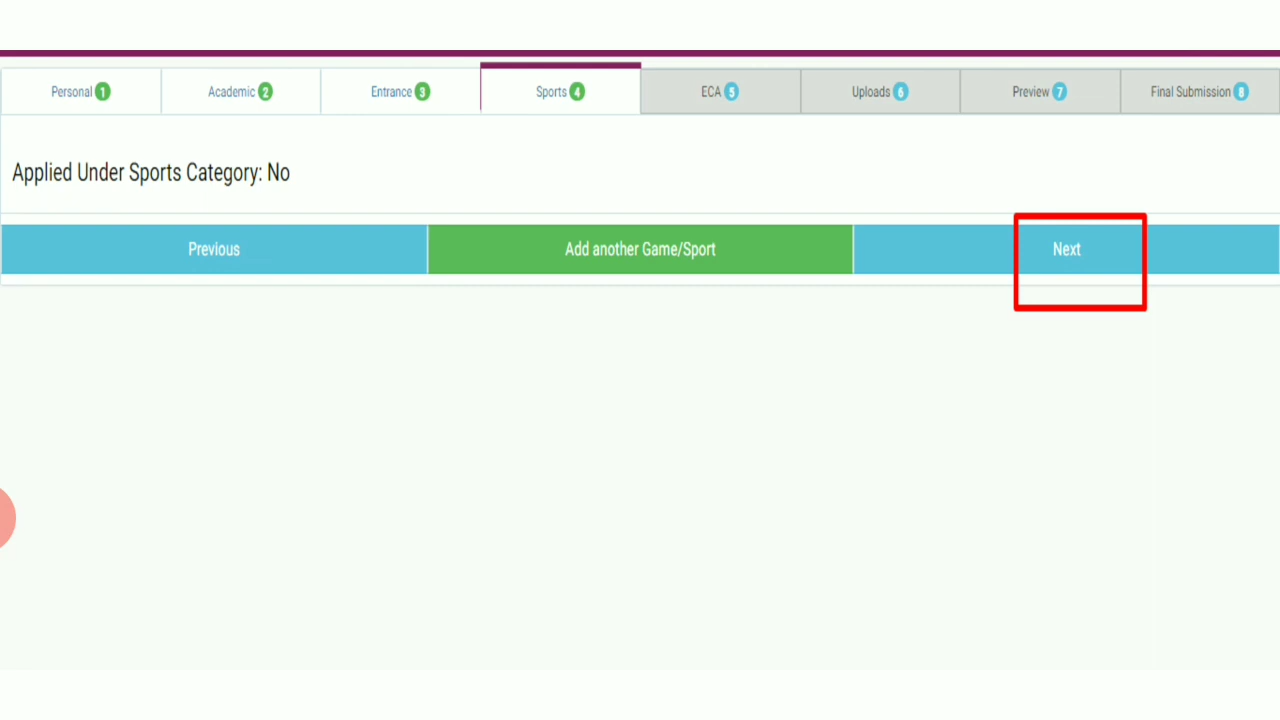 Personal 1 Academic 2 Entrance 3 Sports 4 ECA 5 Uploads 6 Preview 7 Final Submission 8
Applied Under Sports Category: No
Previous Add another Game/Sport Next